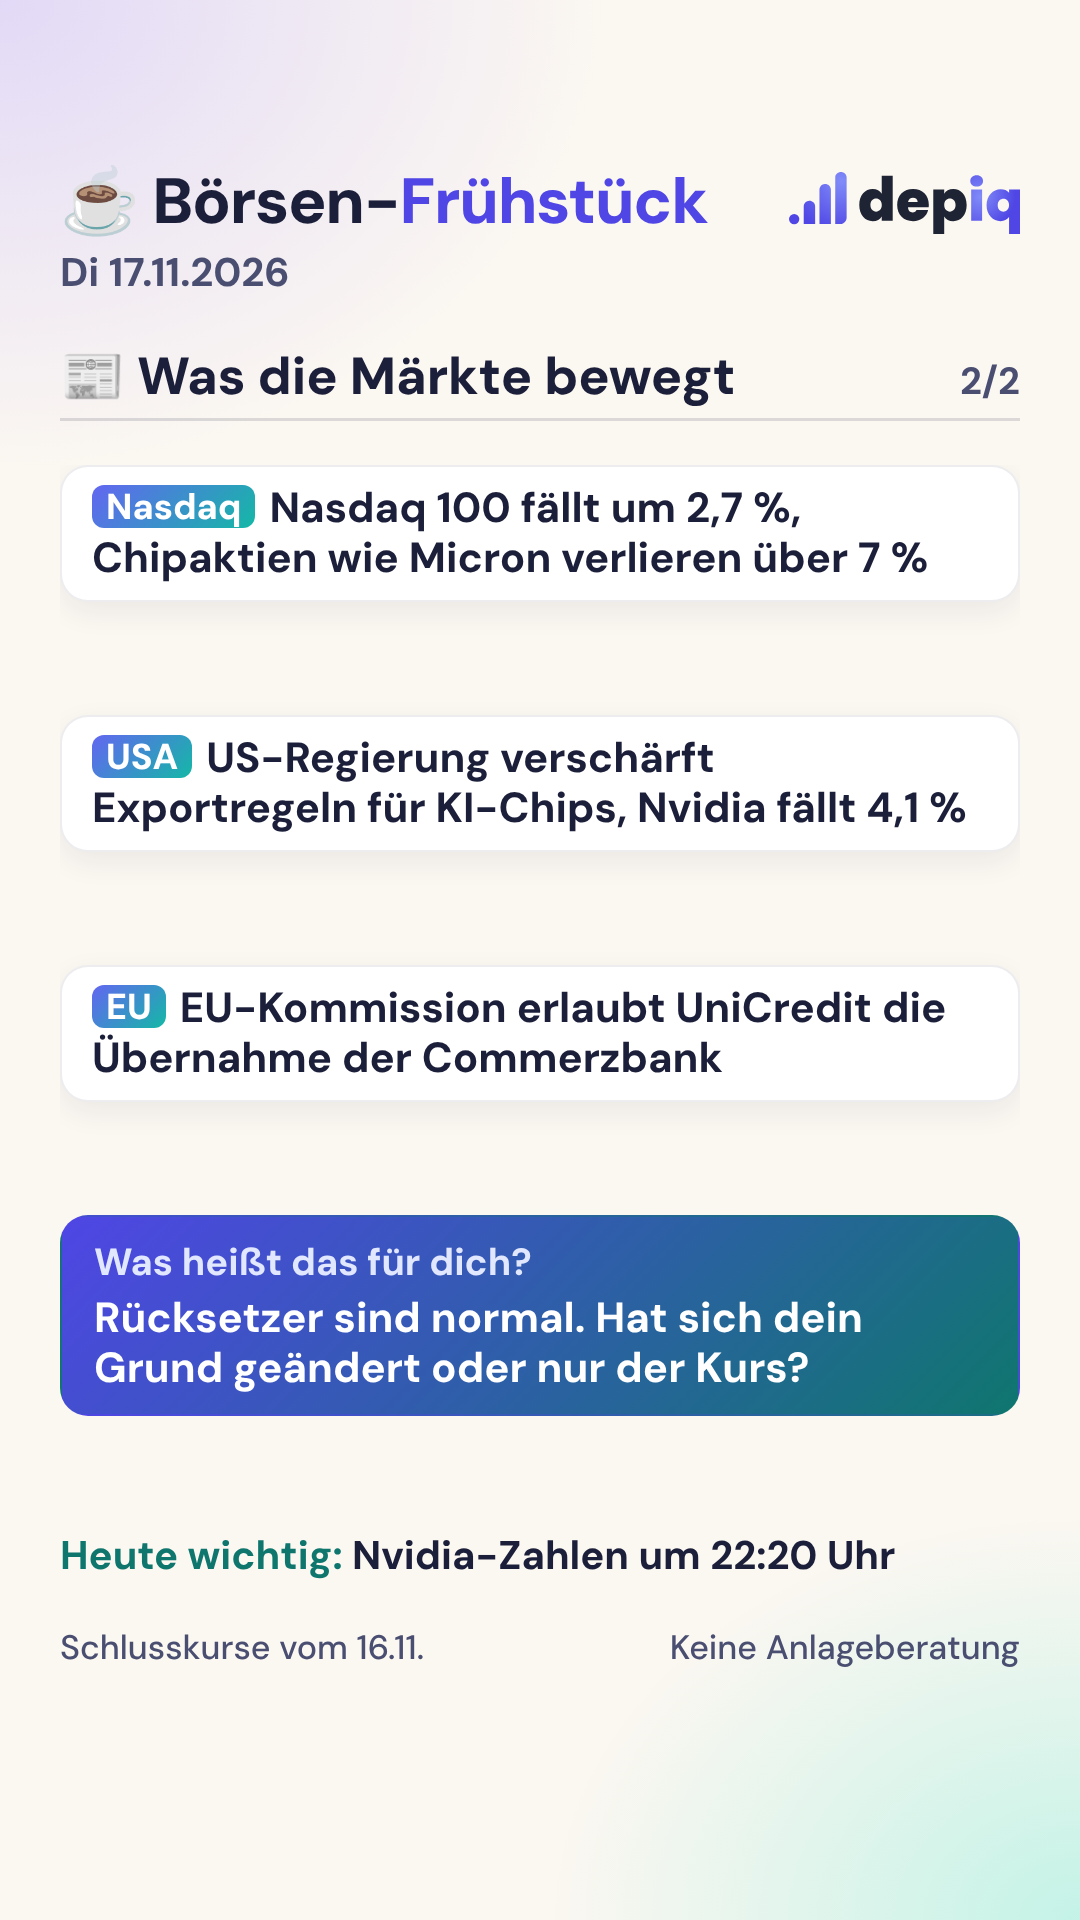 Börsen-Frühstück
depiq
Di 17.11.2026
Was die Märkte bewegt
2/2
Nasdaq Nasdaq 100 fällt um 2,7 %,
Chipaktien wie Micron verlieren über 7 %
USA US-Regierung verschärft
Exportregeln für KI-Chips, Nvidia fällt 4,1 %
EU EU-Kommission erlaubt UniCredit die
Übernahme der Commerzbank
Was heißt das für dich?
Rücksetzer sind normal. Hat sich dein
Grund geändert oder nur der Kurs?
Heute wichtig: Nvidia-Zahlen um 22:20 Uhr
Schlusskurse vom 16.11.
Keine Anlageberatung